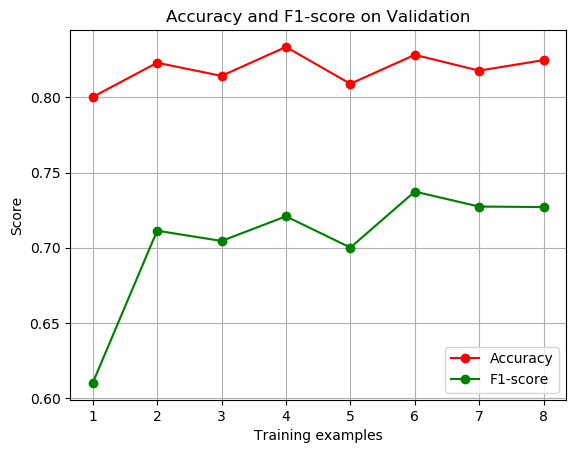 Accuracy and F1-score on Validation
Score
0.80
0.75
0.70
0.65
0.60
Accuracy
F1-score
1 2 3 4 5 6 7 8
Training examples